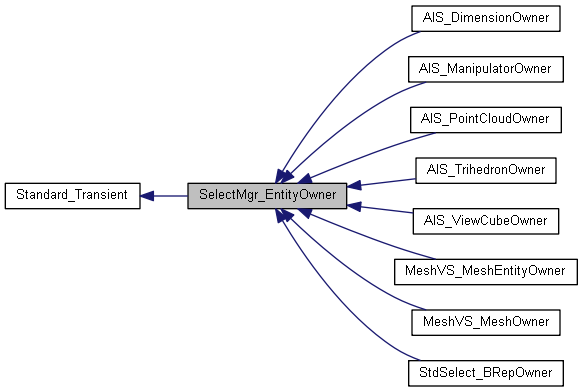 Standard_Transient
SelectMgr_EntityOwner
AIS_DimensionOwner
AIS_ManipulatorOwner
AIS_PointCloudOwner
AIS_TrihedronOwner
AIS_ViewCubeOwner
MeshVS_MeshEntityOwner
MeshVS_MeshOwner
StdSelect_BRepOwner